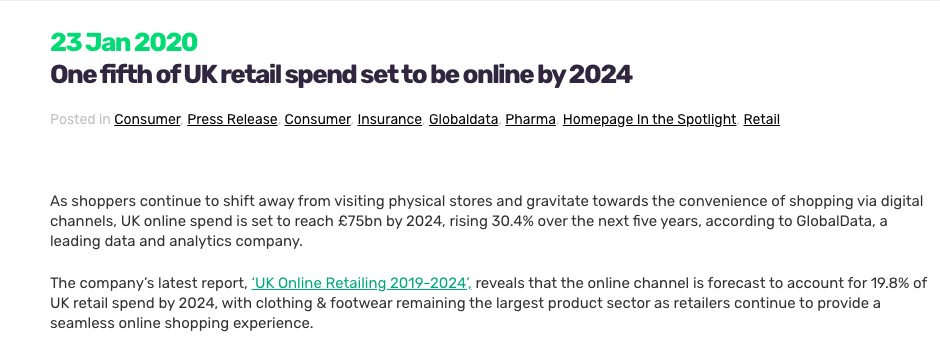 23 Jan 2020
One fifth of UK retail spend set to be online by 2024
Posted in Consumer, Press Release, Consumer, Insurance, Globaldata, Pharma, Homepage In the Spotlight, Retail
As shoppers continue to shift away from visiting physical stores and gravitate towards the convenience of shopping via digital
channels, UK online spend is set to reach £75bn by 2024, rising 30.4% over the next five years, according to GlobalData, a
leading data and analytics company.
The company’s latest report, ‘UK Online Retailing 2019-2024’, reveals that the online channel is forecast to account for 19.8% of
UK retail spend by 2024, with clothing & footwear remaining the largest product sector as retailers continue to provide a
seamless online shopping experience.